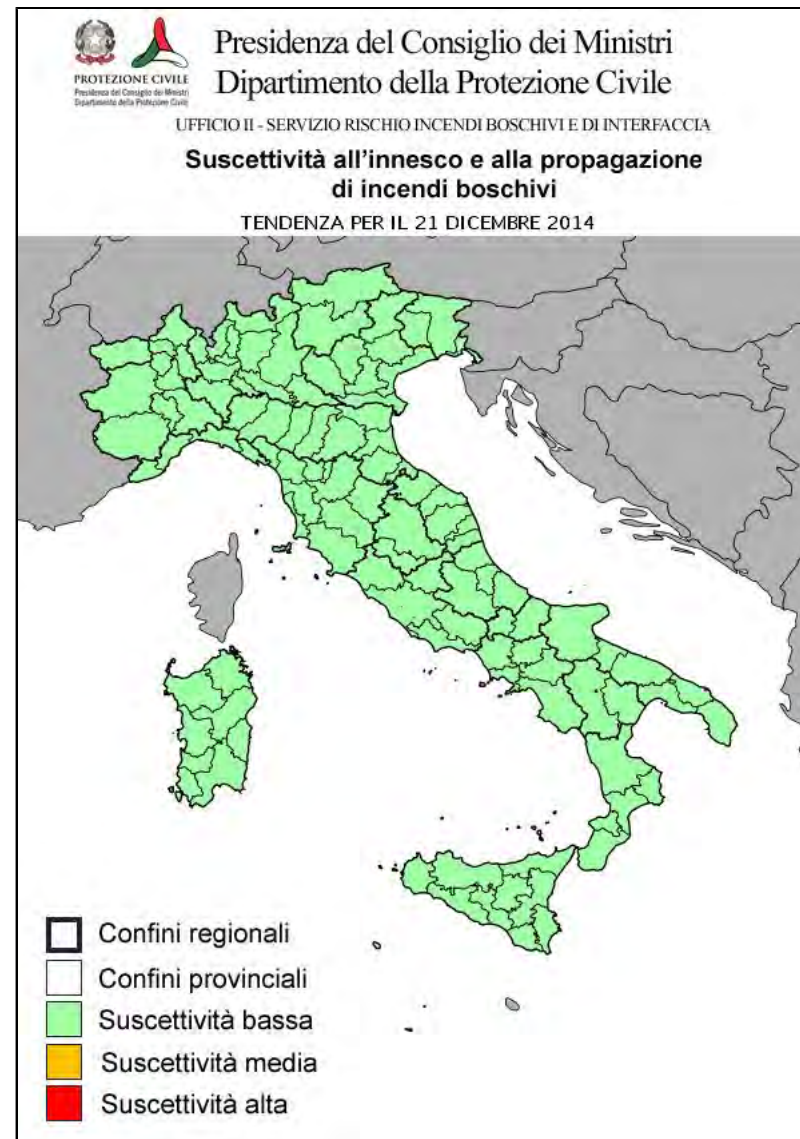 Presidenza del Consiglio dei Ministri
Dipartimento della Protezione Civile
PROTEZIONE CIVILE
Presidenza del Consiglio dei Ministri
Dipartimento della Protezione Civile
UFFICIO II - SERVIZIO RISCHIO INCENDI BOSCHIVI E DI INTERFACCIA
Suscettività all'innesco e alla propagazione
di incendi boschivi
TENDENZA PER IL 21 DICEMBRE 2014
Confini regionali
Confini provinciali
Suscettività bassa
Suscettività media
Suscettività alta